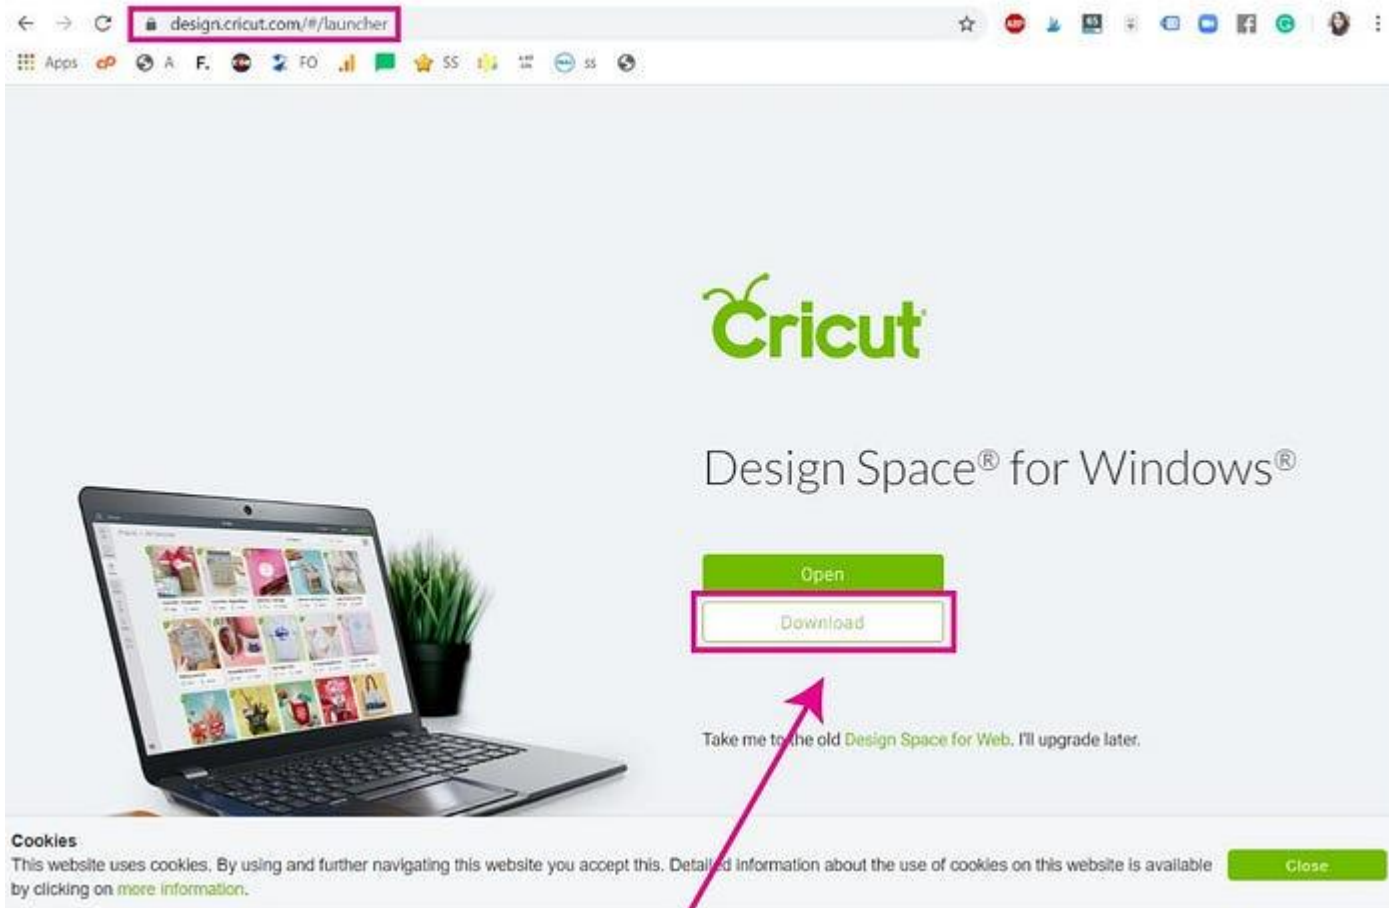 design.cricut.com/#/launcher
Apps
cP
A
F.
FO
SS
ss
Cricut
Design Space® for Windows®
Open
Download
Take me to the old Design Space for Web. I'll upgrade later.
Cookies
This website uses cookies. By using and further navigating this website you accept this. Detailed information about the use of cookies on this website is available
Close
by clicking on more information.